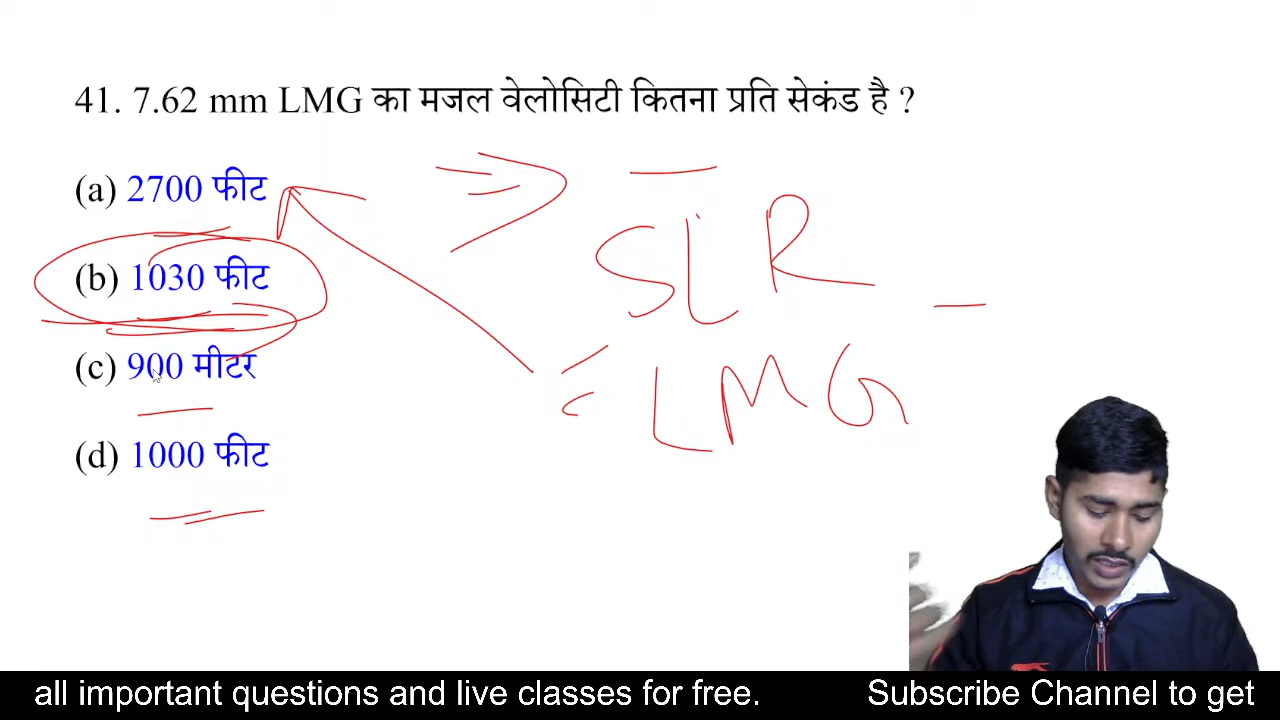 41. 7.62 mm LMG का मजल वेलोसिटी कितना प्रति सेकंड है ?
(a) 2700 फीट
(b) 1030 फीट
(c) 900 मीटर
(d) 1000 फीट
SLR
LMG
all important questions and live classes for free. Subscribe Channel to get